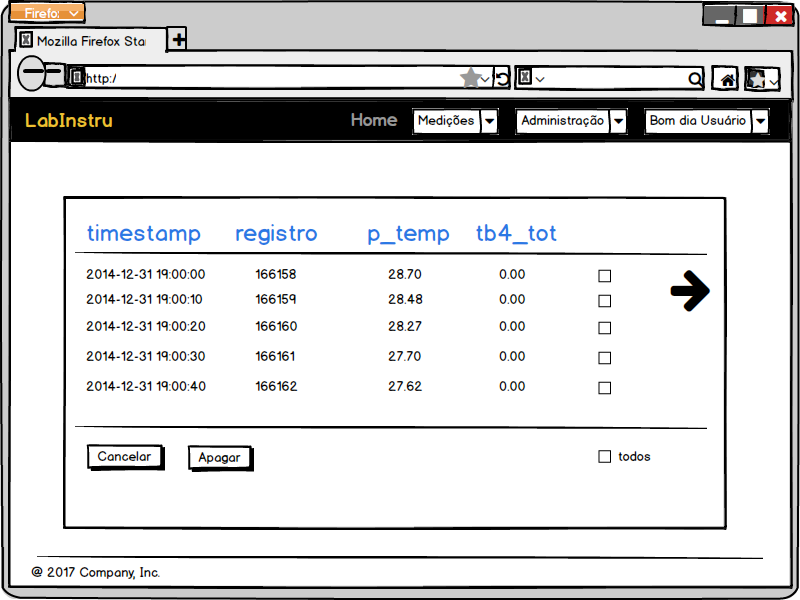 Firefo:
Mozilla Firefox Star
http:/
LabInstru Home Medições Administração Bom dia Usuário
timestamp registro p_temp tb4_tot
2014-12-31 19:00:00 166158 28.70 0.00
2014-12-31 19:00:10 166159 28.48 0.00
2014-12-31 19:00:20 166160 28.27 0.00
2014-12-31 19:00:30 166161 27.70 0.00
2014-12-31 19:00:40 166162 27.62 0.00
Cancelar Apagar todos
@ 2017 Company, Inc.